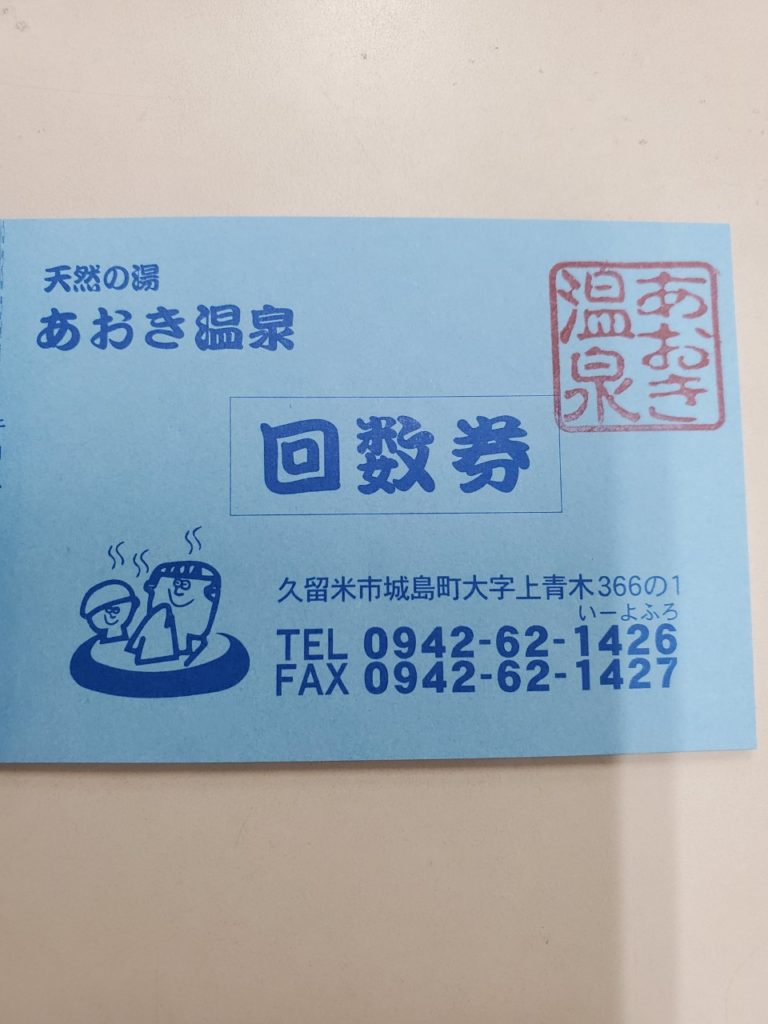 天然の湯
あおき温泉
あおき
温泉
回数券
久留米市城島町大字上青木366の1
いーよふろ
TEL 0942-62-1426
FAX 0942-62-1427